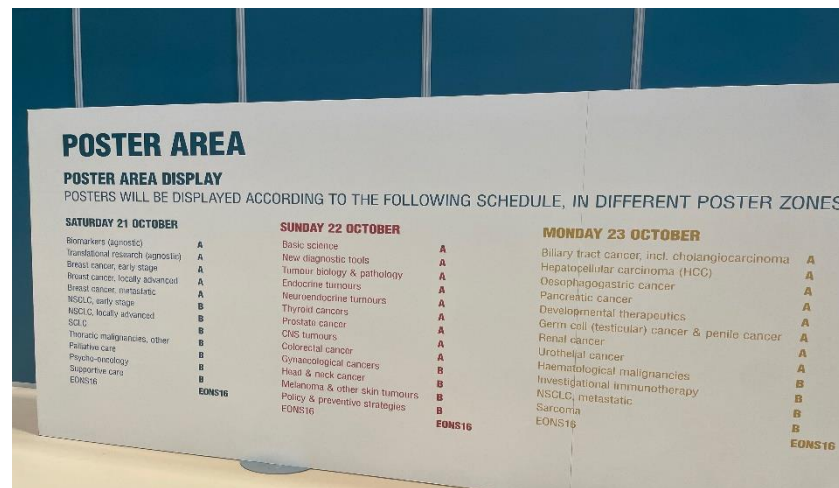 POSTER AREA
POSTER AREA DISPLAY
POSTERS WILL BE DISPLAYED ACCORDING TO THE FOLLOWING SCHEDULE, IN DIFFERENT POSTER ZONES
SATURDAY 21 OCTOBER
Biomarkers (agnostic) A
Translational research (agnostic) A
Breast cancer, early stage A
Breast cancer, locally advanced A
Breast cancer, metastatic A
NSCLC, early stage B
NSCLC, locally advanced B
SCLC B
Thoracic malignancies, other B
Palliative care B
Psycho-oncology B
Supportive care B
EONS16 EONS16
SUNDAY 22 OCTOBER
Basic science A
New diagnostic tools A
Tumour biology & pathology A
Endocrine tumours A
Neuroendocrine tumours A
Thyroid cancers A
Prostate cancer A
CNS tumours A
Colorectal cancer A
Gynaecological cancers B
Head & neck cancer B
Melanoma & other skin tumours B
Policy & preventive strategies B
EONS16 EONS16
MONDAY 23 OCTOBER
Biliary tract cancer, incl. cholangiocarcinoma A
Hepatocellular carcinoma (HCC) A
Oesophagogastric cancer A
Pancreatic cancer A
Developmental therapeutics A
Germ cell (testicular) cancer & penile cancer A
Renal cancer A
Urothelial cancer A
Haematological malignancies B
Investigational immunotherapy B
NSCLC, metastatic B
Sarcoma B
EONS16 EONS16